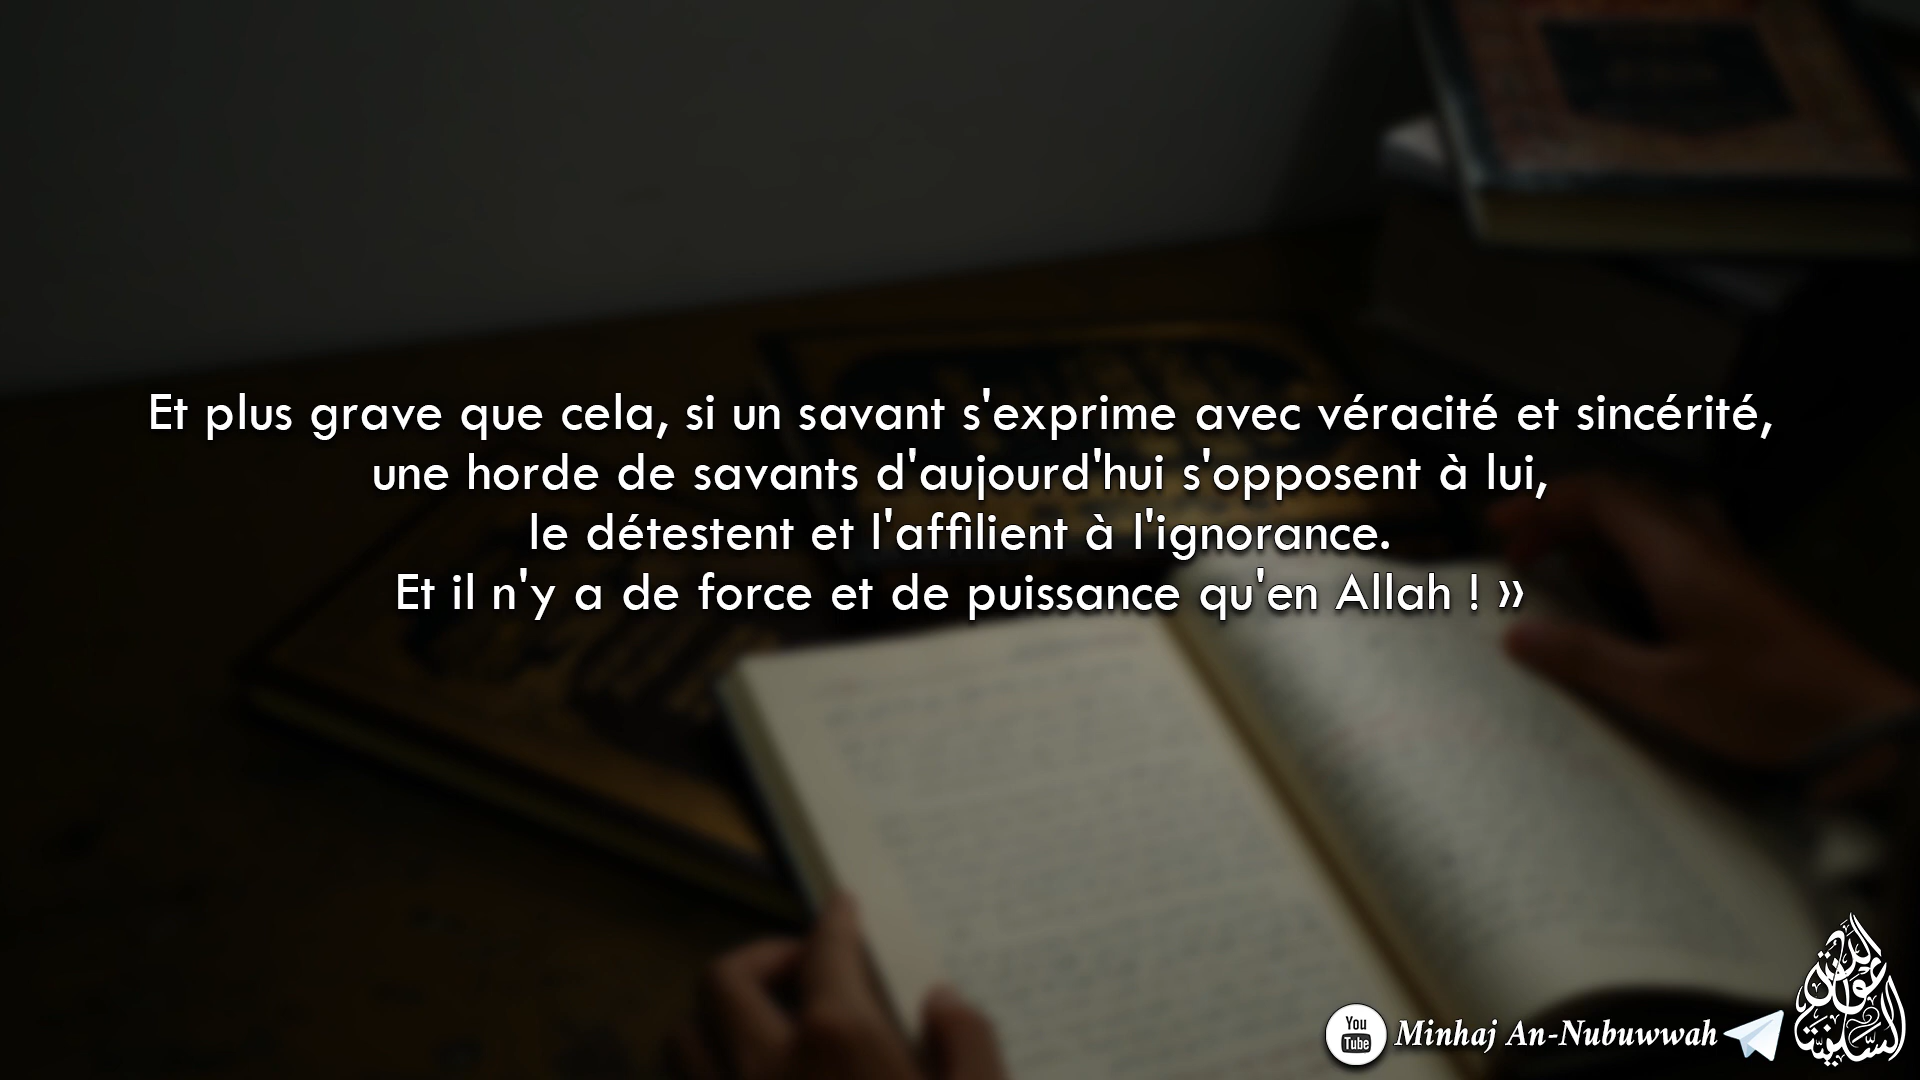 Et plus grave que cela, si un savant s'exprime avec véracité et sincérité,
une horde de savants d'aujourd'hui s'opposent à lui,
le détestent et l'affilient à l'ignorance.
Et il n'y a de force et de puissance qu'en Allah ! »
You
Tube
Minhaj An-Nubuwwah